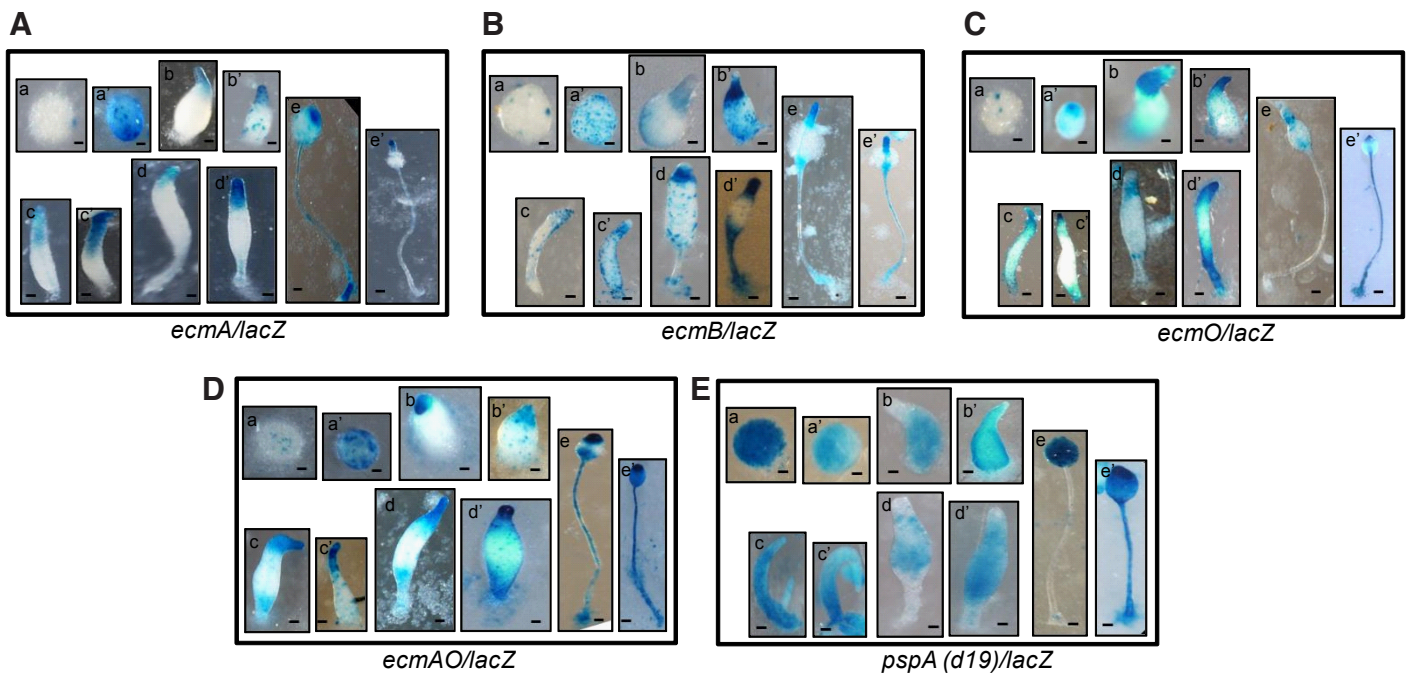 A
B
C
a
a'
b
b'
e
e'
c
c'
d
d'
ecmA/lacZ
a
a'
b
b'
e
e'
c
c'
d
d'
ecmB/lacZ
a
a'
b
b'
e
e'
c
c'
d
d'
ecmO/lacZ
D
E
a
a'
b
b'
e
e'
c
c'
d
d'
ecmAO/lacZ
a
a'
b
b'
e
e'
c
c'
d
d'
pspA (d19)/lacZ